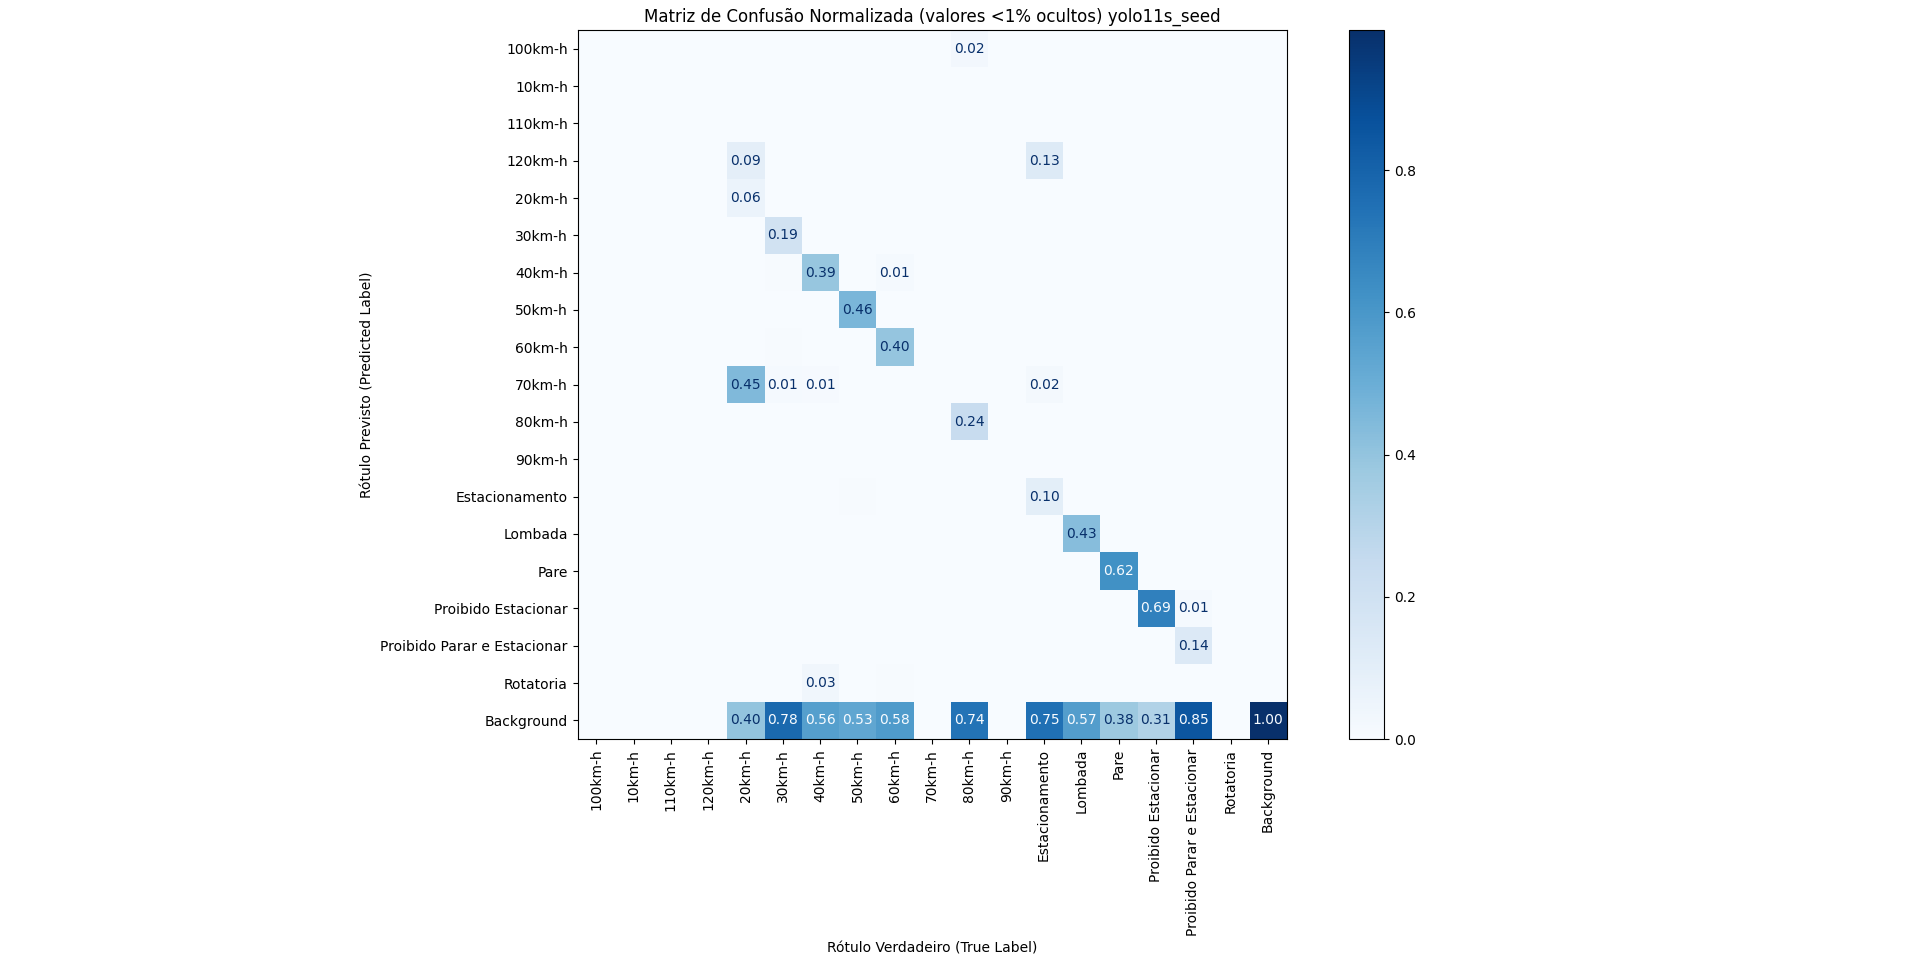 Matriz de Confusão Normalizada (valores <1% ocultos) yolo11s_seed
Rótulo Previsto (Predicted Label)
100km-h 0.02
10km-h
110km-h
120km-h 0.09 0.13
20km-h 0.06
30km-h 0.19
40km-h 0.39 0.01
50km-h 0.46
60km-h 0.40
70km-h 0.45 0.01 0.01 0.02
80km-h 0.24
90km-h
Estacionamento 0.10
Lombada 0.43
Pare 0.62
Proibido Estacionar 0.69 0.01
Proibido Parar e Estacionar 0.14
Rotatoria 0.03
Background 0.40 0.78 0.56 0.53 0.58 0.74 0.75 0.57 0.38 0.31 0.85 1.00
100km-h
10km-h
110km-h
120km-h
20km-h
30km-h
40km-h
50km-h
60km-h
70km-h
80km-h
90km-h
Estacionamento
Lombada
Pare
Proibido Estacionar
Proibido Parar e Estacionar
Rotatoria
Background
Rótulo Verdadeiro (True Label)
0.8
0.6
0.4
0.2
0.0